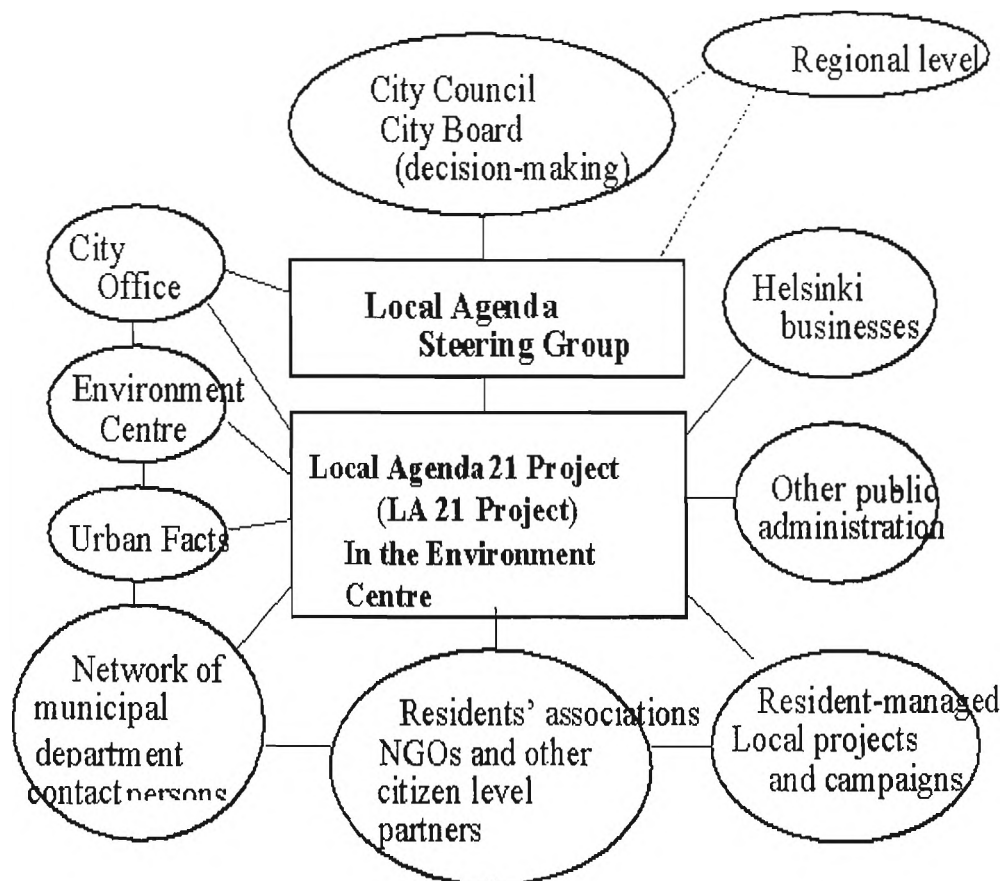 City Council
City Board
(decision-making)
Regional level
City
Office
Local Agenda
Steering Group
Helsinki
businesses
Environment
Centre
Local Agenda 21 Project
(LA 21 Project)
In the Environment
Centre
Other public
administration
Urban Facts
Network of
municipal
department
contact persons
Residents' associations
NGOs and other
citizen level
partners
Resident-managed
Local projects
and campaigns